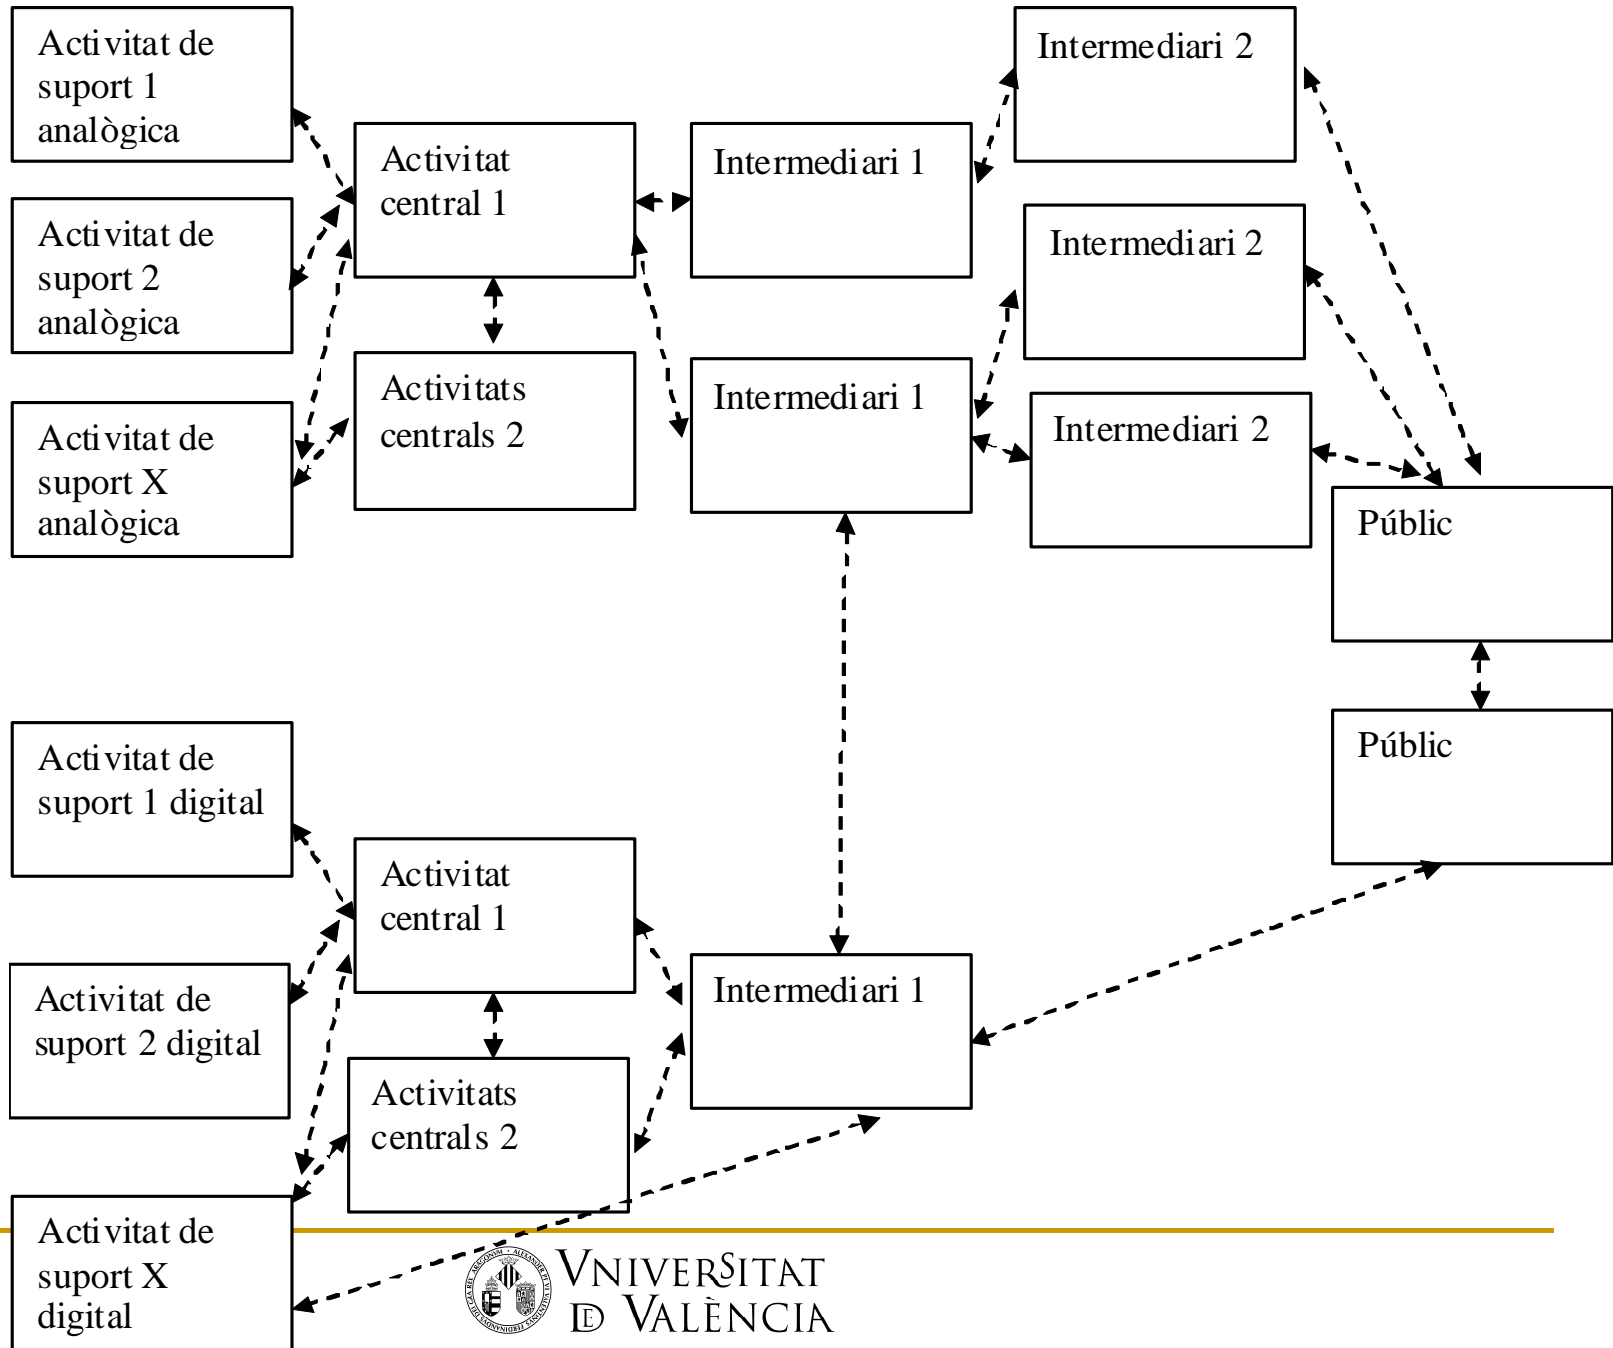 Activitat de
suport 1
analògica
Activitat de
suport 2
analògica
Activitat de
suport X
analògica
Activitat
central 1
Activitats
centrals 2
Intermediari 1
Intermediari 1
Intermediari 2
Intermediari 2
Intermediari 2
Públic
Públic
Activitat de
suport 1 digital
Activitat de
suport 2 digital
Activitat de
suport X
digital
Activitat
central 1
Activitats
centrals 2
Intermediari 1
VNIVERSITAT
DE VALÈNCIA